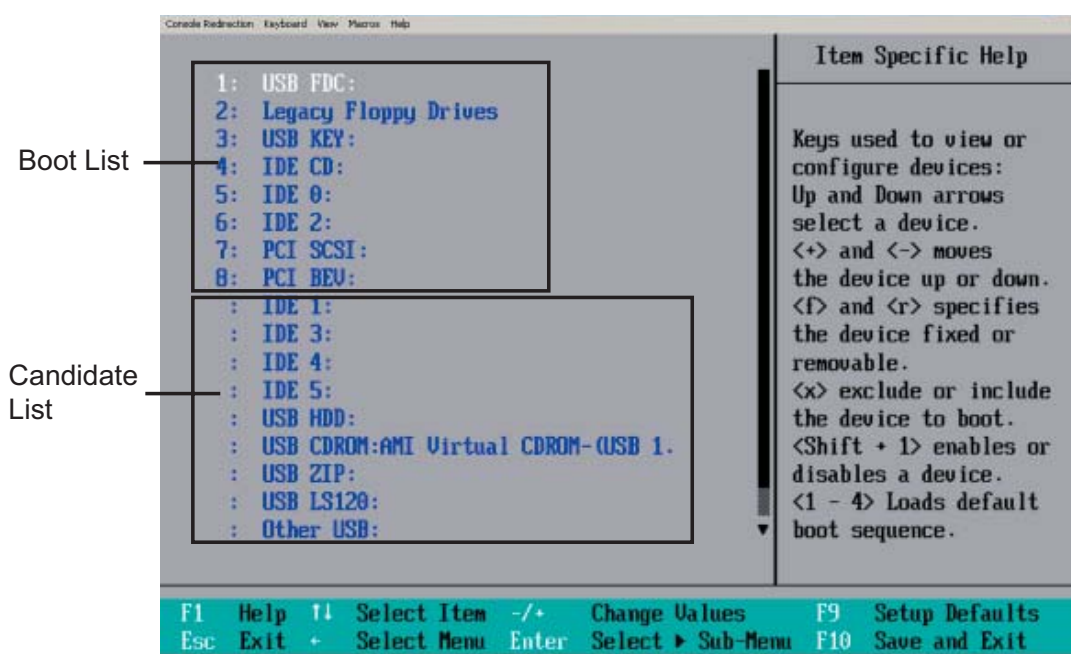 Console Redirection Keyboard View Macros Help
Item Specific Help
1: USB FDC:
2: Legacy Floppy Drives
3: USB KEY:
4: IDE CD:
5: IDE 0:
6: IDE 2:
7: PCI SCSI:
8: PCI BEV:
Boot List
: IDE 1:
: IDE 3:
: IDE 4:
: IDE 5:
: USB HDD:
: USB CDROM:AMI Virtual CDROM-(USB 1.
: USB ZIP:
: USB LS120:
: Other USB:
Candidate
List
Keys used to view or
configure devices:
Up and Down arrows
select a device.
<+> and <-> moves
the device up or down.
<f> and <r> specifies
the device fixed or
removable.
<x> exclude or include
the device to boot.
<Shift + 1> enables or
disables a device.
<1 - 4> Loads default
boot sequence.
F1 Help ↑↓ Select Item -/+ Change Values F9 Setup Defaults
Esc Exit ← Select Menu Enter Select ▶ Sub-Menu F10 Save and Exit